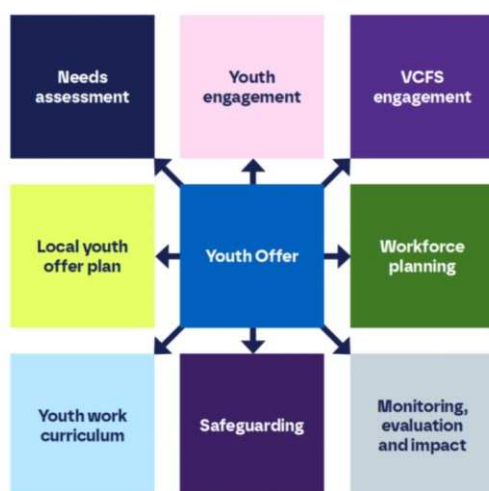 Needs
assessment
Youth
engagement
VCFS
engagement
Local youth
offer plan
Youth Offer
Workforce
planning
Youth work
curriculum
Safeguarding
Monitoring,
evaluation
and impact